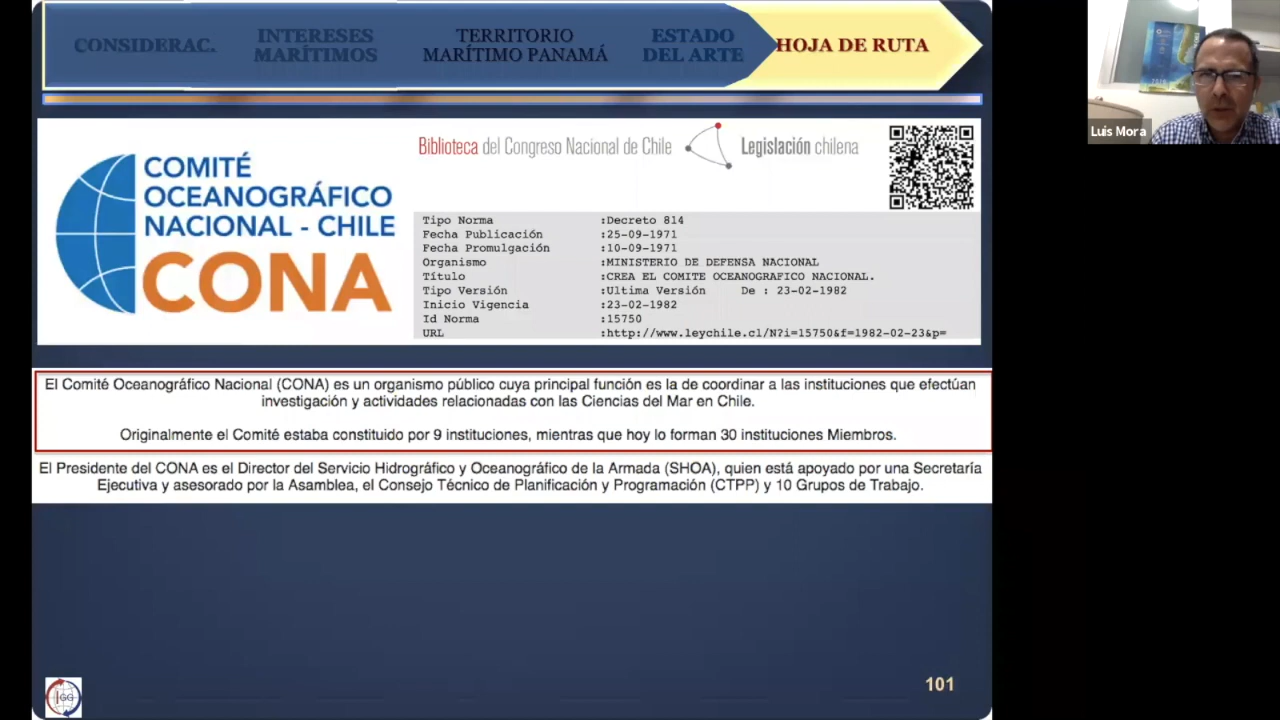 CONSIDERAC.
INTERESES
MARÍTIMOS
TERRITORIO
MARÍTIMO PANAMÁ
ESTADO
DEL ARTE
HOJA DE RUTA
Luis Mora
COMITÉ
OCEANOGRÁFICO
NACIONAL - CHILE
CONA
Biblioteca del Congreso Nacional de Chile
Legislación chilena
Tipo Norma :Decreto 814
Fecha Publicación :25-09-1971
Fecha Promulgación :10-09-1971
Organismo :MINISTERIO DE DEFENSA NACIONAL
Título :CREA EL COMITE OCEANOGRAFICO NACIONAL.
Tipo Versión :Ultima Versión De : 23-02-1982
Inicio Vigencia :23-02-1982
Id Norma :15750
URL :http://www.leychile.cl/N?i=15750&f=1982-02-23&p=
El Comité Oceanográfico Nacional (CONA) es un organismo público cuya principal función es la de coordinar a las instituciones que efectúan
investigación y actividades relacionadas con las Ciencias del Mar en Chile.
Originalmente el Comité estaba constituido por 9 instituciones, mientras que hoy lo forman 30 instituciones Miembros.
El Presidente del CONA es el Director del Servicio Hidrográfico y Oceanográfico de la Armada (SHOA), quien está apoyado por una Secretaría
Ejecutiva y asesorado por la Asamblea, el Consejo Técnico de Planificación y Programación (CTPP) y 10 Grupos de Trabajo.
101